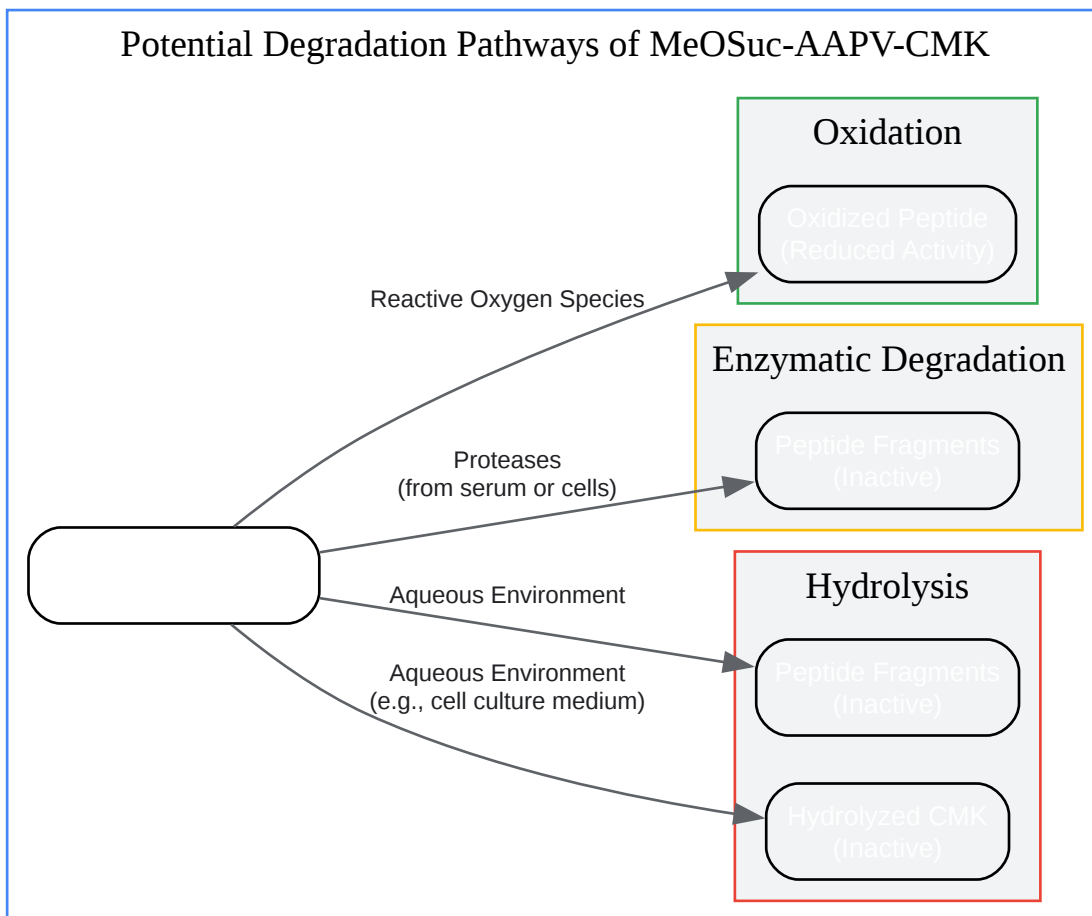 Potential Degradation Pathways of MeOSuc-AAPV-CMK
Oxidation
Oxidized Peptide
(Reduced Activity)
Reactive Oxygen Species
Enzymatic Degradation
Peptide Fragments
(Inactive)
Proteases
(from serum or cells)
Hydrolysis
Aqueous Environment
Peptide Fragments
(Inactive)
Aqueous Environment
(e.g., cell culture medium)
Hydrolyzed CMK
(Inactive)